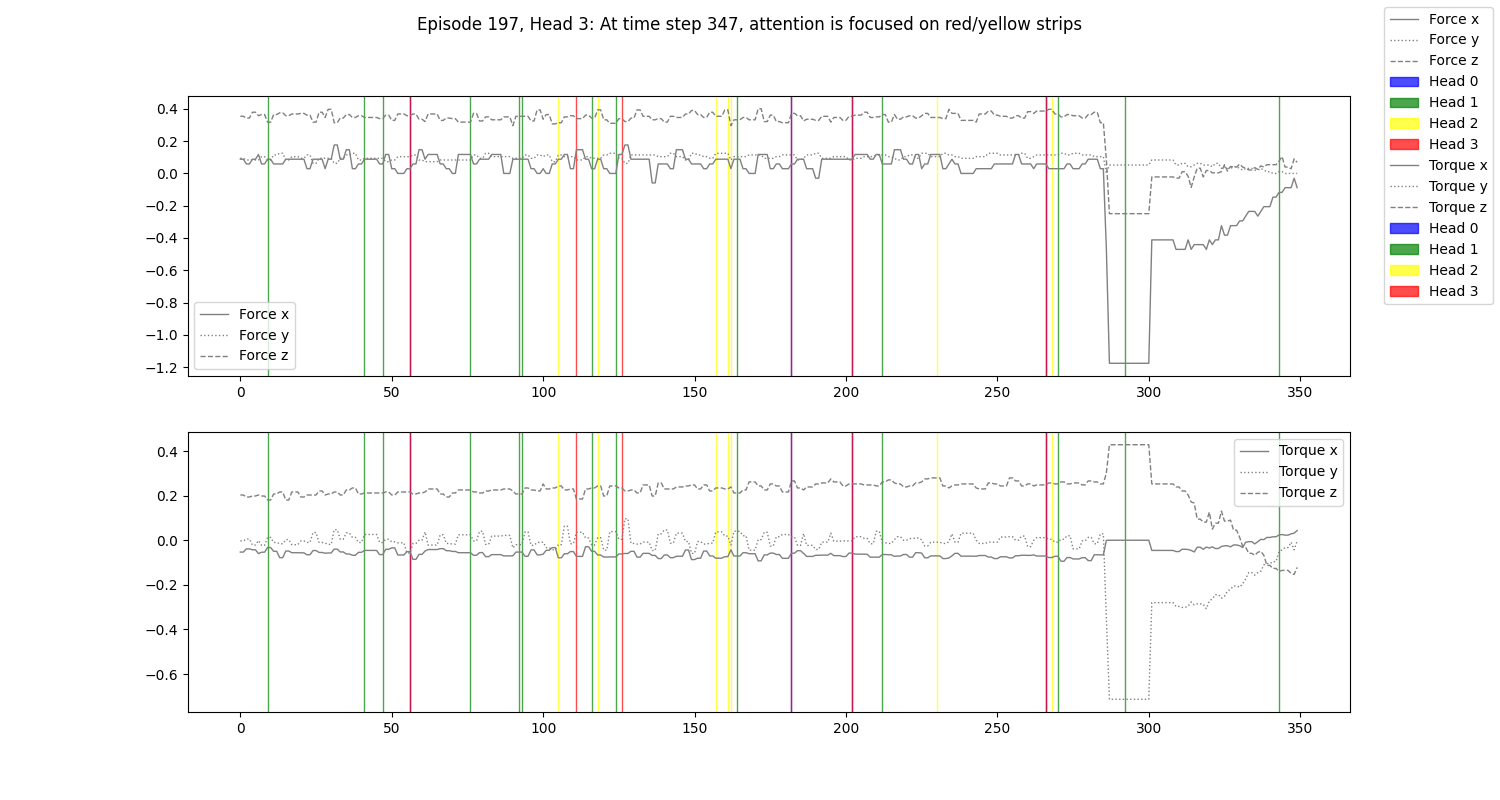 Episode 197, Head 3: At time step 347, attention is focused on red/yellow strips
Force x
Force y
Force z
Head 0
Head 1
Head 2
Head 3
Torque x
Torque y
Torque z
Head 0
Head 1
Head 2
Head 3
0.4
0.2
0.0
−0.2
−0.4
−0.6
−0.8
−1.0
−1.2
Force x
Force y
Force z
0 50 100 150 200 250 300 350
0.4
0.2
0.0
−0.2
−0.4
−0.6
Torque x
Torque y
Torque z
0 50 100 150 200 250 300 350